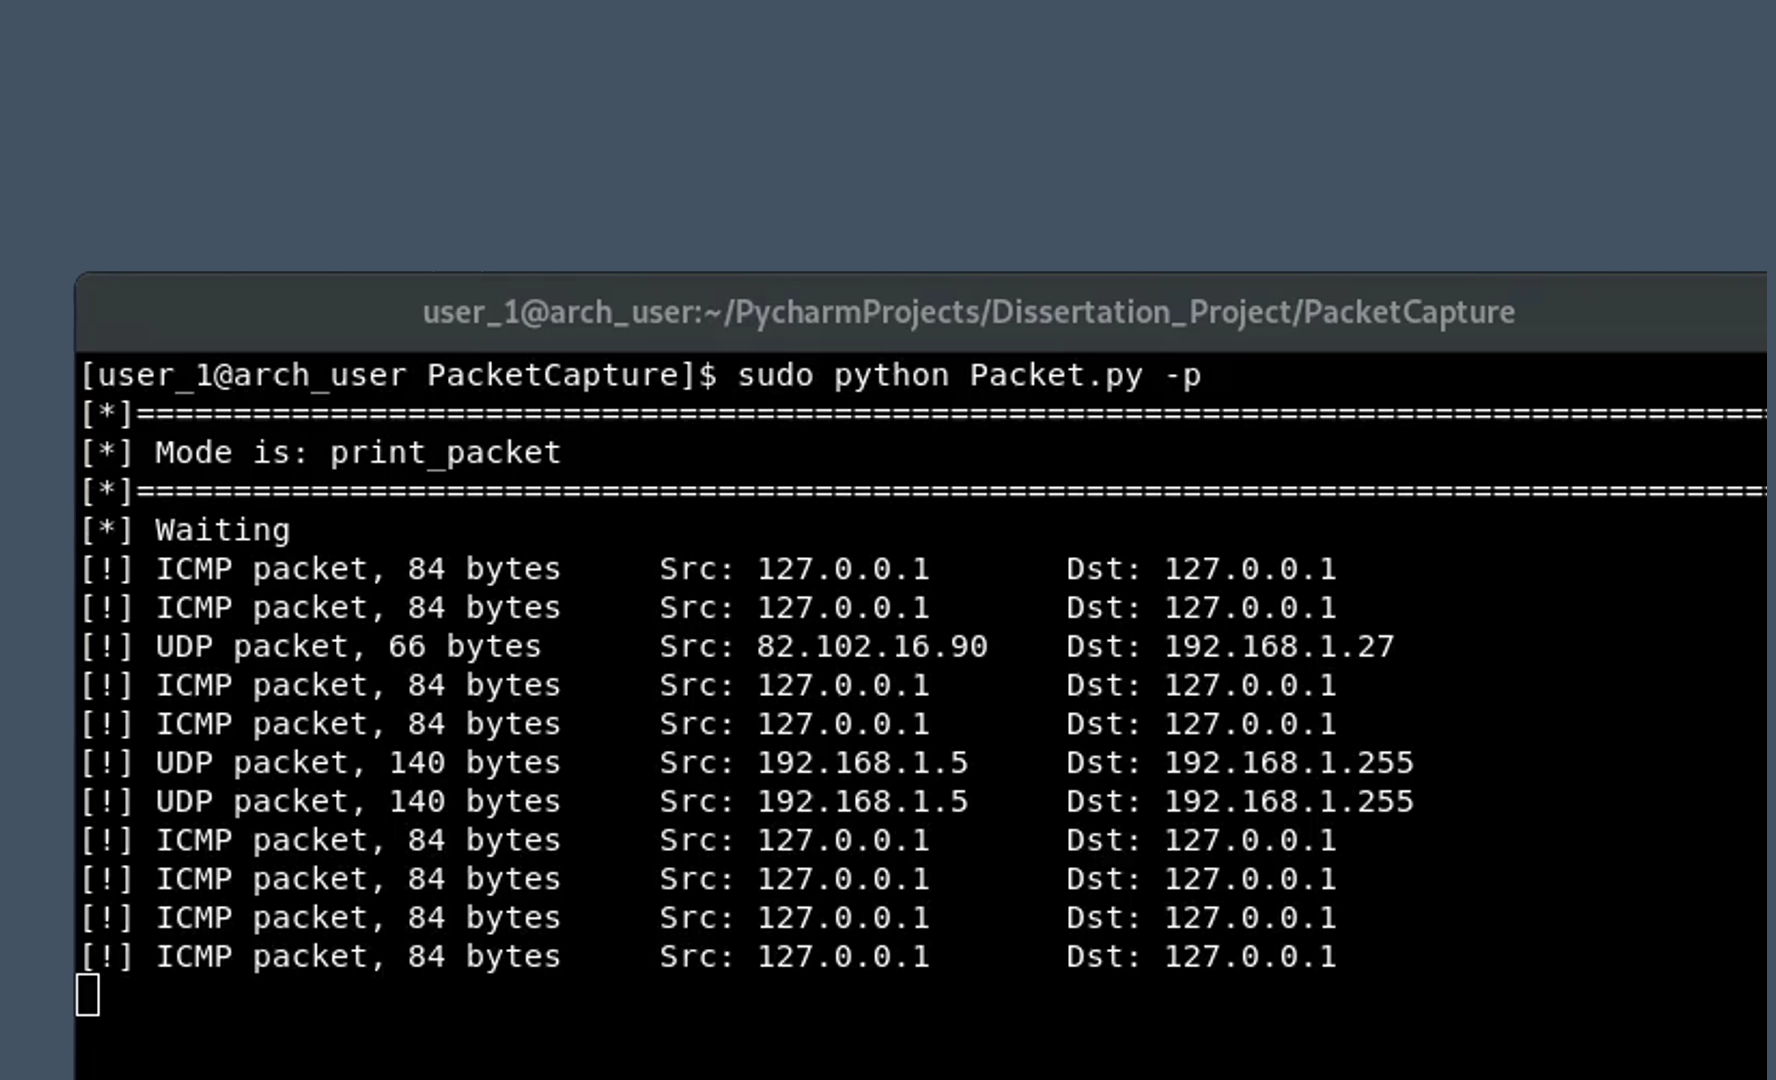 user_1@arch_user:~/PycharmProjects/Dissertation_Project/PacketCapture
[user_1@arch_user PacketCapture]$ sudo python Packet.py -p
[*]====================================================================================
[*] Mode is: print_packet
[*]====================================================================================
[*] Waiting
[!] ICMP packet, 84 bytes     Src: 127.0.0.1       Dst: 127.0.0.1
[!] ICMP packet, 84 bytes     Src: 127.0.0.1       Dst: 127.0.0.1
[!] UDP packet, 66 bytes      Src: 82.102.16.90    Dst: 192.168.1.27
[!] ICMP packet, 84 bytes     Src: 127.0.0.1       Dst: 127.0.0.1
[!] ICMP packet, 84 bytes     Src: 127.0.0.1       Dst: 127.0.0.1
[!] UDP packet, 140 bytes     Src: 192.168.1.5     Dst: 192.168.1.255
[!] UDP packet, 140 bytes     Src: 192.168.1.5     Dst: 192.168.1.255
[!] ICMP packet, 84 bytes     Src: 127.0.0.1       Dst: 127.0.0.1
[!] ICMP packet, 84 bytes     Src: 127.0.0.1       Dst: 127.0.0.1
[!] ICMP packet, 84 bytes     Src: 127.0.0.1       Dst: 127.0.0.1
[!] ICMP packet, 84 bytes     Src: 127.0.0.1       Dst: 127.0.0.1